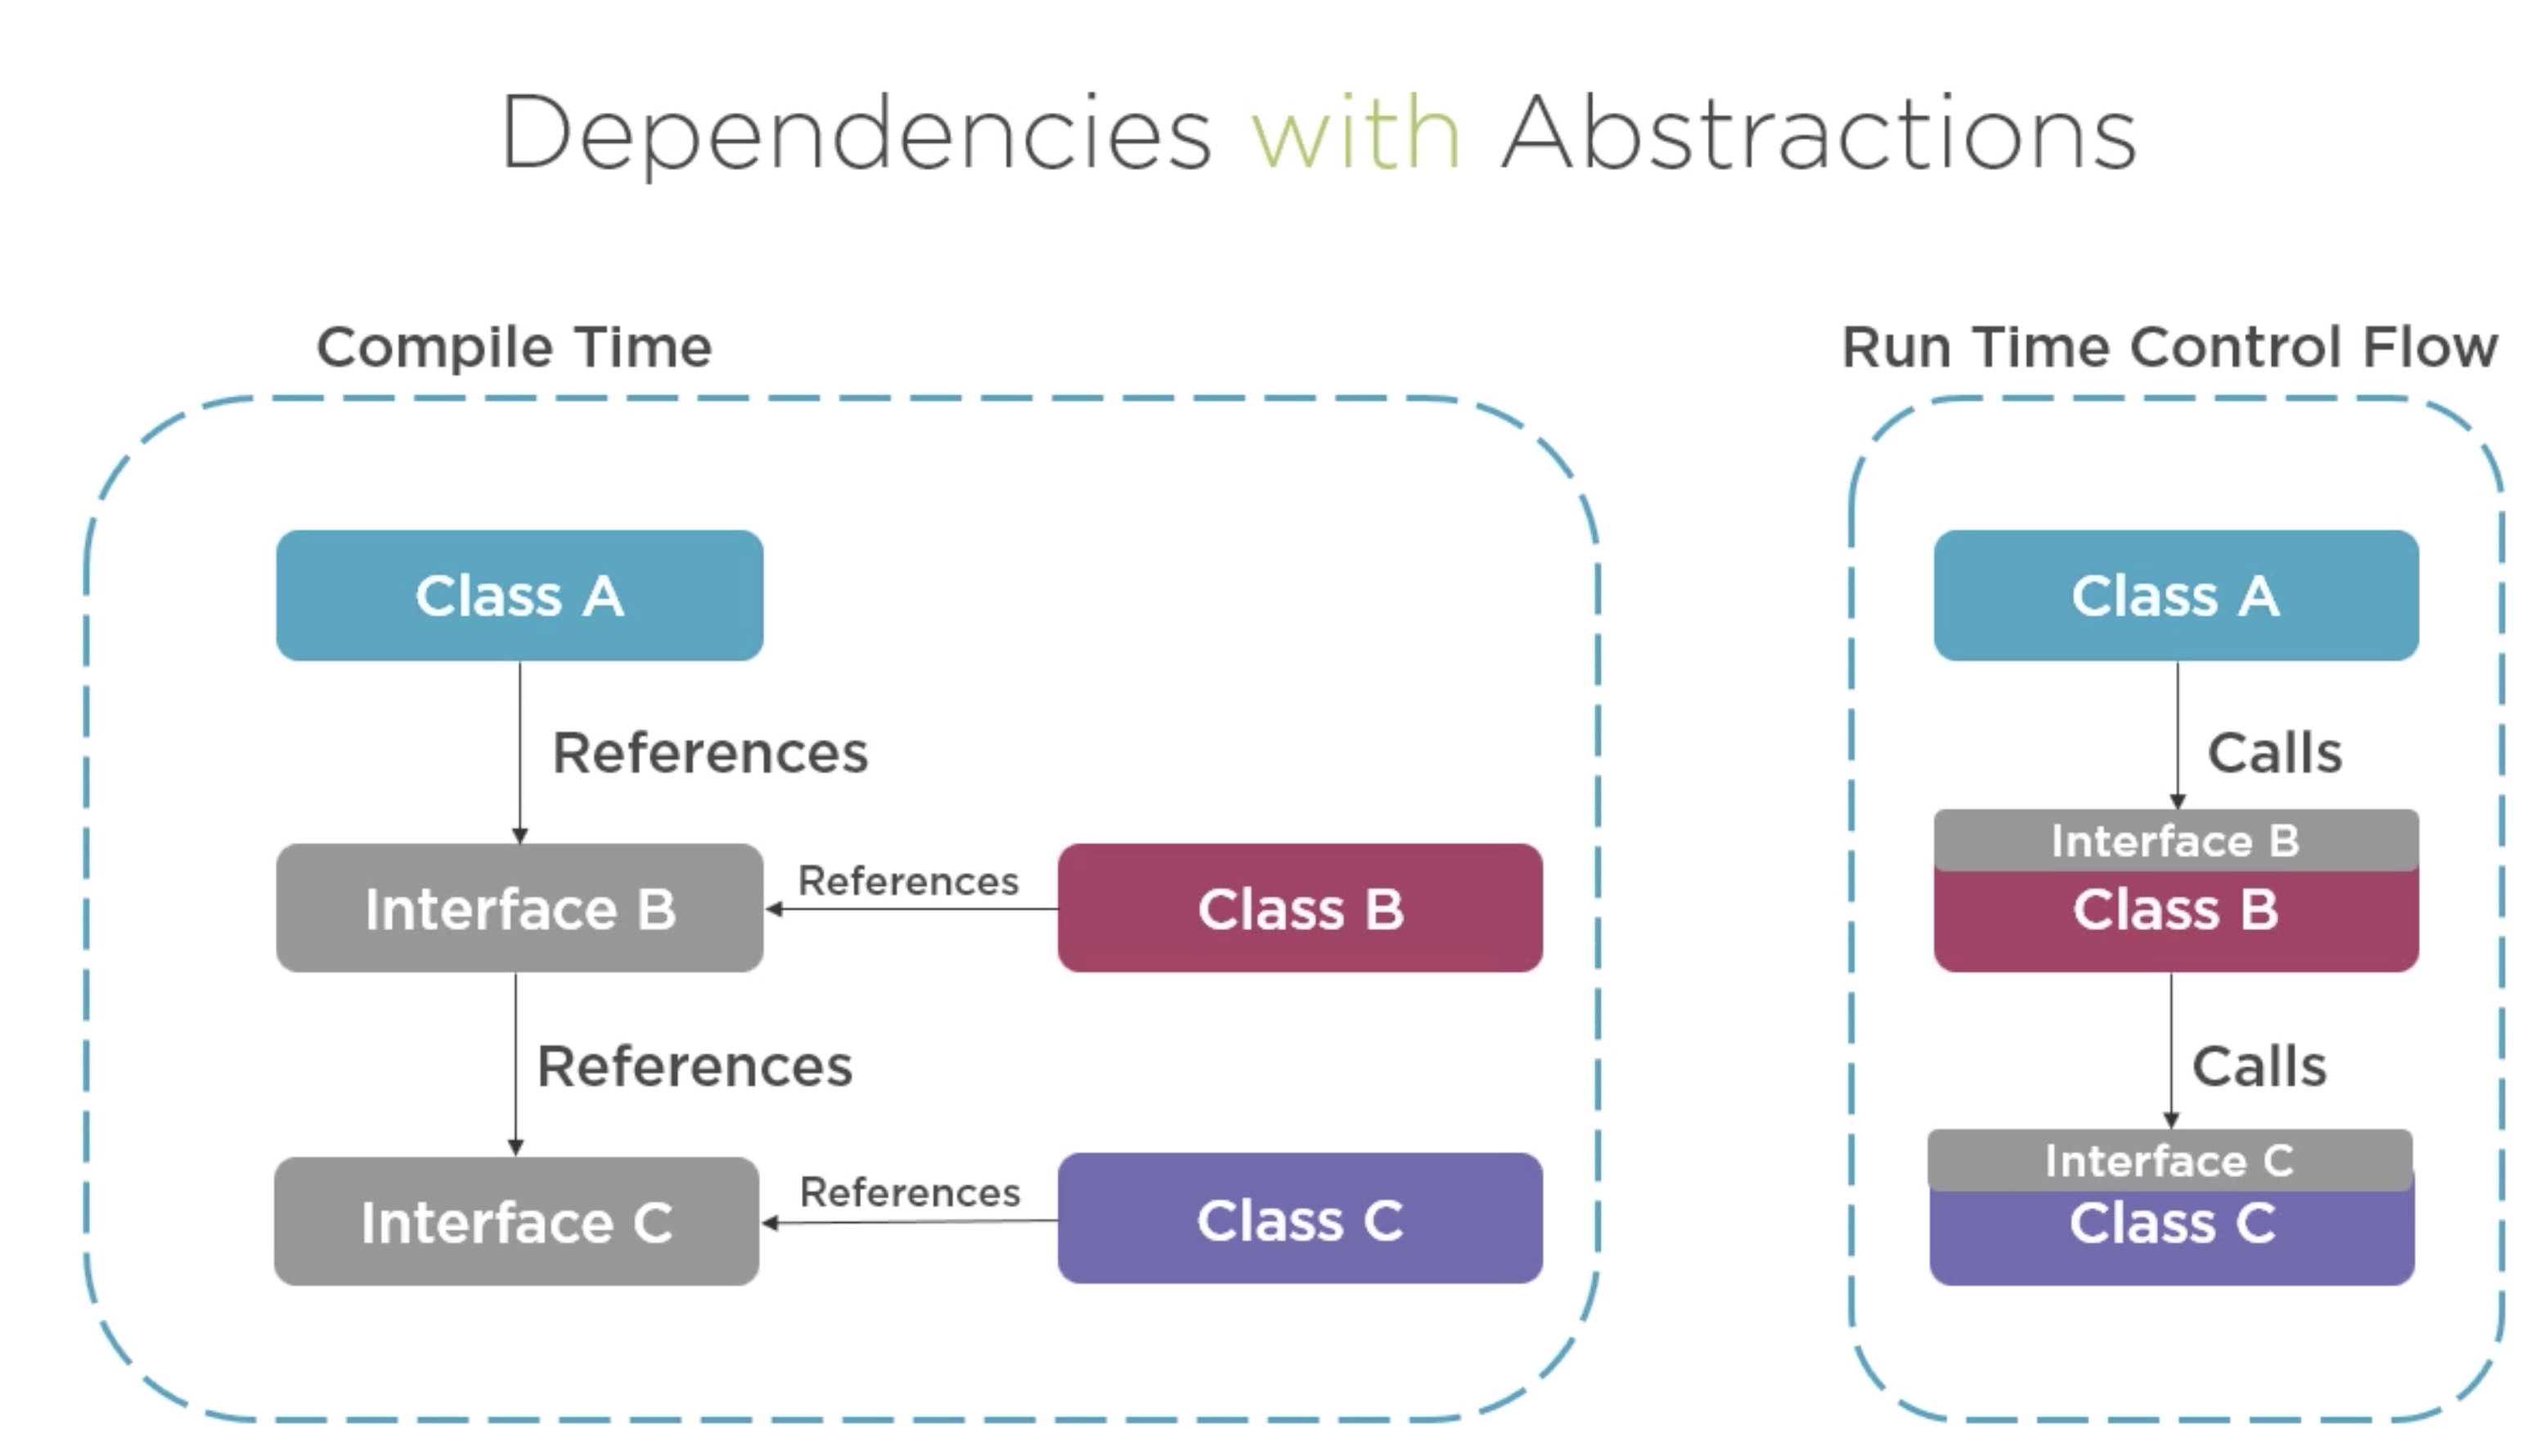 Dependencies with Abstractions
Compile Time
Class A
References
Interface B
References
Class B
References
Interface C
References
Class C
Run Time Control Flow
Class A
Calls
Interface B
Class B
Calls
Interface C
Class C